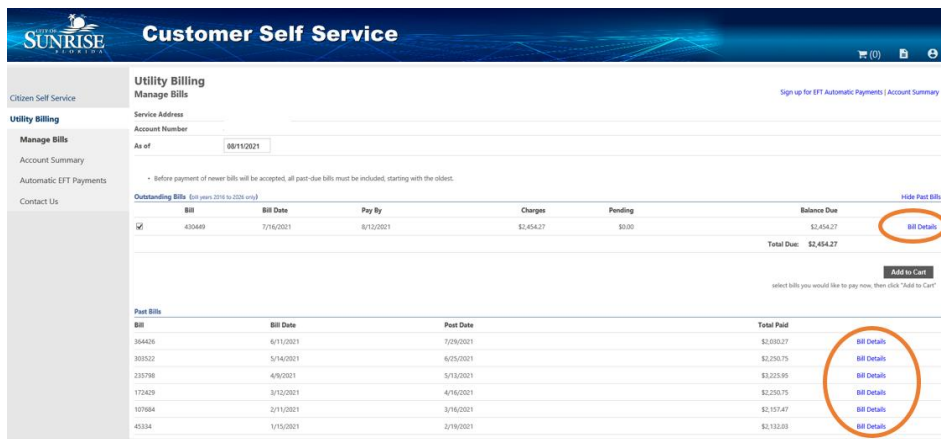 CITY OF
SUNRISE
FLORIDA
Customer Self Service
(0)
Citizen Self Service
Utility Billing
Manage Bills
Account Summary
Automatic EFT Payments
Contact Us
Utility Billing
Manage Bills
Sign up for EFT Automatic Payments | Account Summary
Service Address
Account Number
As of 08/11/2021
• Before payment of newer bills will be accepted, all past-due bills must be included, starting with the oldest.
Outstanding Bills (bill years 2016 to 2026 only) Hide Past Bills
Bill Bill Date Pay By Charges Pending Balance Due
430449 7/16/2021 8/12/2021 $2,454.27 $0.00 $2,454.27 Bill Details
Total Due: $2,454.27
Add to Cart
select bills you would like to pay now, then click "Add to Cart"
Past Bills
Bill Bill Date Post Date Total Paid
364426 6/11/2021 7/29/2021 $2,030.27 Bill Details
303522 5/14/2021 6/25/2021 $2,250.75 Bill Details
235798 4/9/2021 5/13/2021 $3,225.95 Bill Details
172429 3/12/2021 4/16/2021 $2,250.75 Bill Details
107684 2/11/2021 3/16/2021 $2,157.47 Bill Details
45334 1/15/2021 2/19/2021 $2,132.03 Bill Details